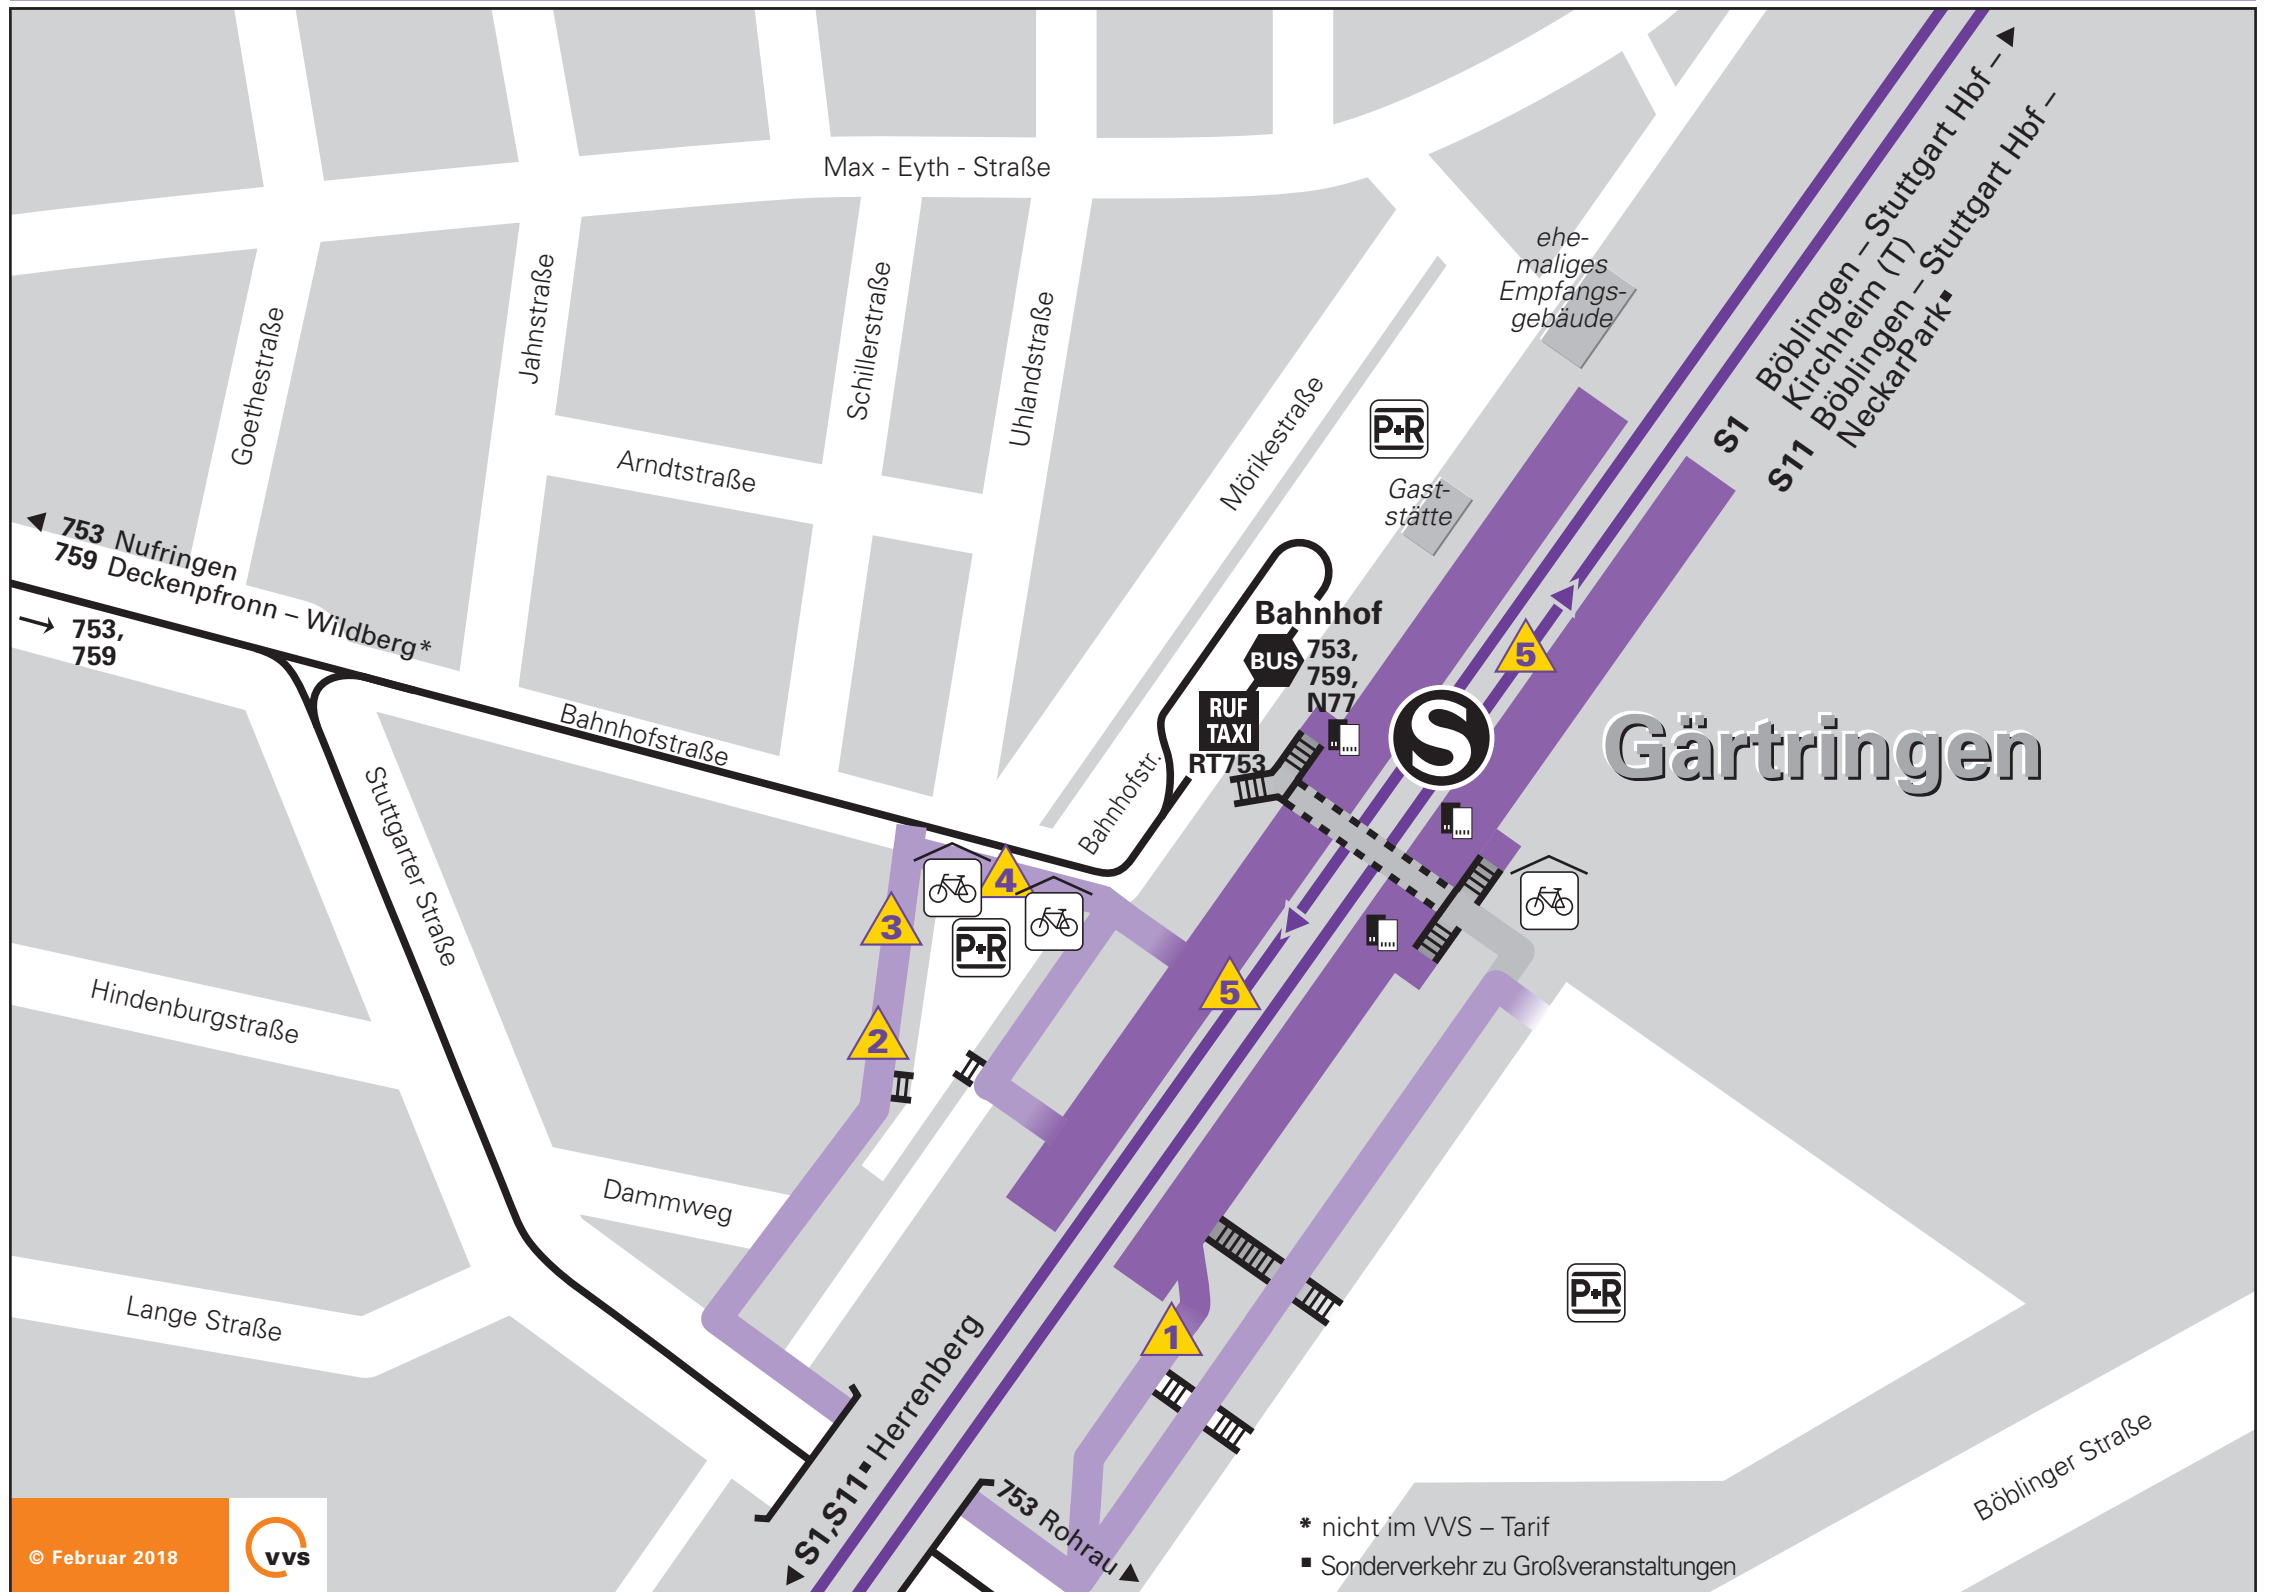 Max - Eyth - Straße
Goethestraße
Jahnstraße
Schillerstraße
Uhlandstraße
Arndtstraße
Mörikestraße
ehe-
maliges
Empfangs-
gebäude
P+R
Gast-
stätte
S1 Böblingen – Stuttgart Hbf –
Kirchheim (T)
S11 Böblingen – Stuttgart Hbf –
NeckarPark▪
753 Nufringen
759 Deckenpfronn – Wildberg*
753,
759
Bahnhofstraße
Bahnhofstr.
Bahnhof
BUS
753,
759,
N77
RUF
TAXI
RT753
5
S
Gärtringen
Stuttgarter Straße
4
3
P+R
2
5
Hindenburgstraße
Dammweg
Lange Straße
1
P+R
S1,S11▪ Herrenberg
753 Rohrau
Böblinger Straße
* nicht im VVS – Tarif
▪ Sonderverkehr zu Großveranstaltungen
© Februar 2018
vvs